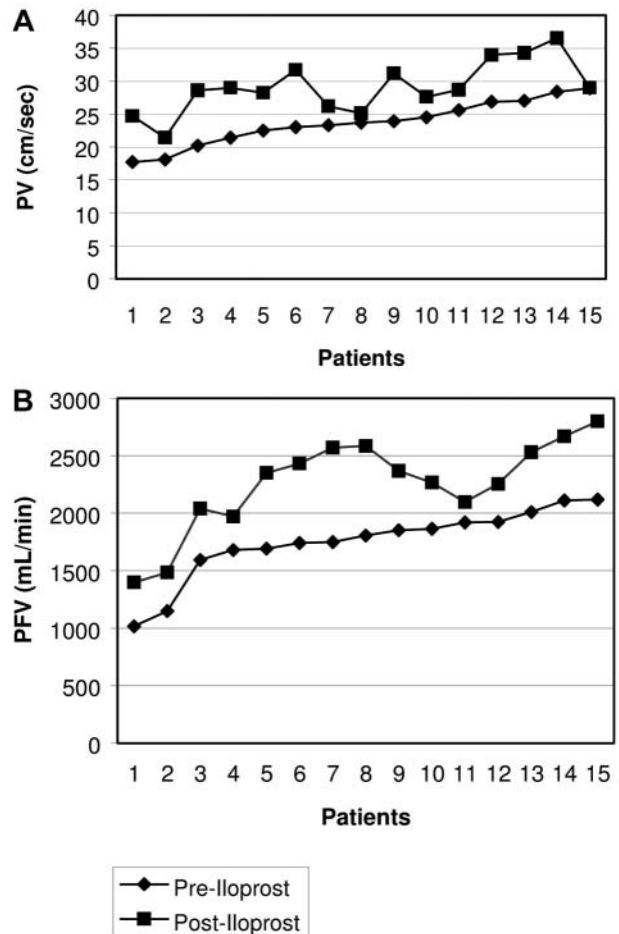 A
PV (cm/sec)
40
35
30
25
20
15
10
5
0
1 2 3 4 5 6 7 8 9 10 11 12 13 14 15
Patients
B
PFV (mL/min)
3000
2500
2000
1500
1000
500
0
1 2 3 4 5 6 7 8 9 10 11 12 13 14 15
Patients
Pre-Iloprost
Post-Iloprost